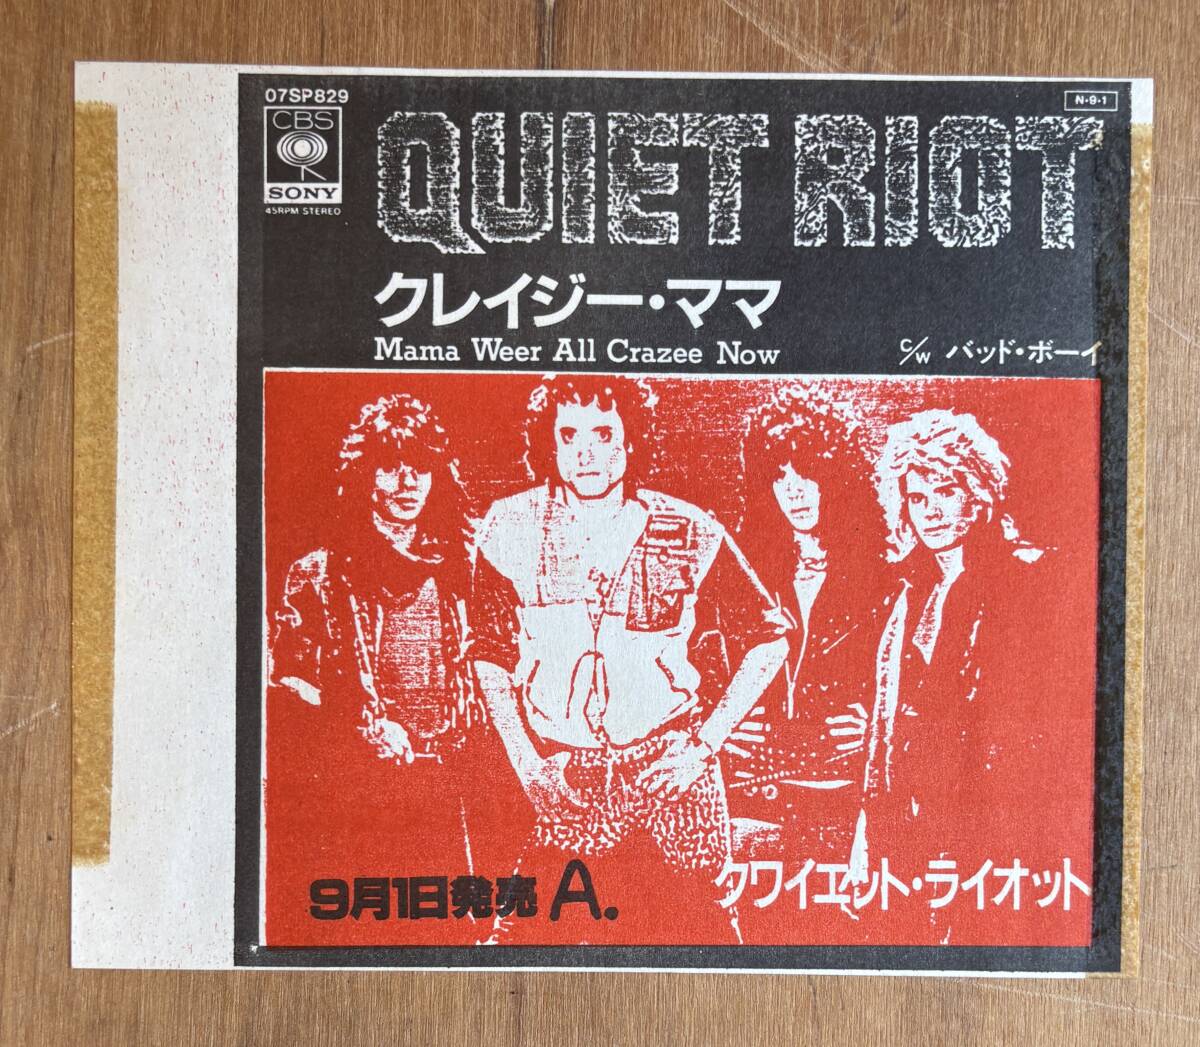 07SP829
N・9・1
CBS
SONY
45RPM STEREO
QUIET RIOT
クレイジー・ママ
Mama Weer All Crazee Now
c/w バッド・ボーイ
9月1日発売 A.
クワイエット・ライオット